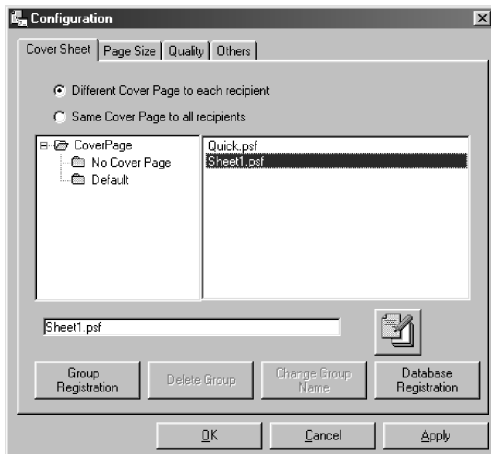 Configuration
Cover Sheet Page Size Quality Others
Different Cover Page to each recipient
Same Cover Page to all recipients
CoverPage
No Cover Page
Default
Quick.psf
Sheet1.psf
Sheet1.psf
Group
Registration
Delete Group
Change Group
Name
Database
Registration
OK Cancel Apply